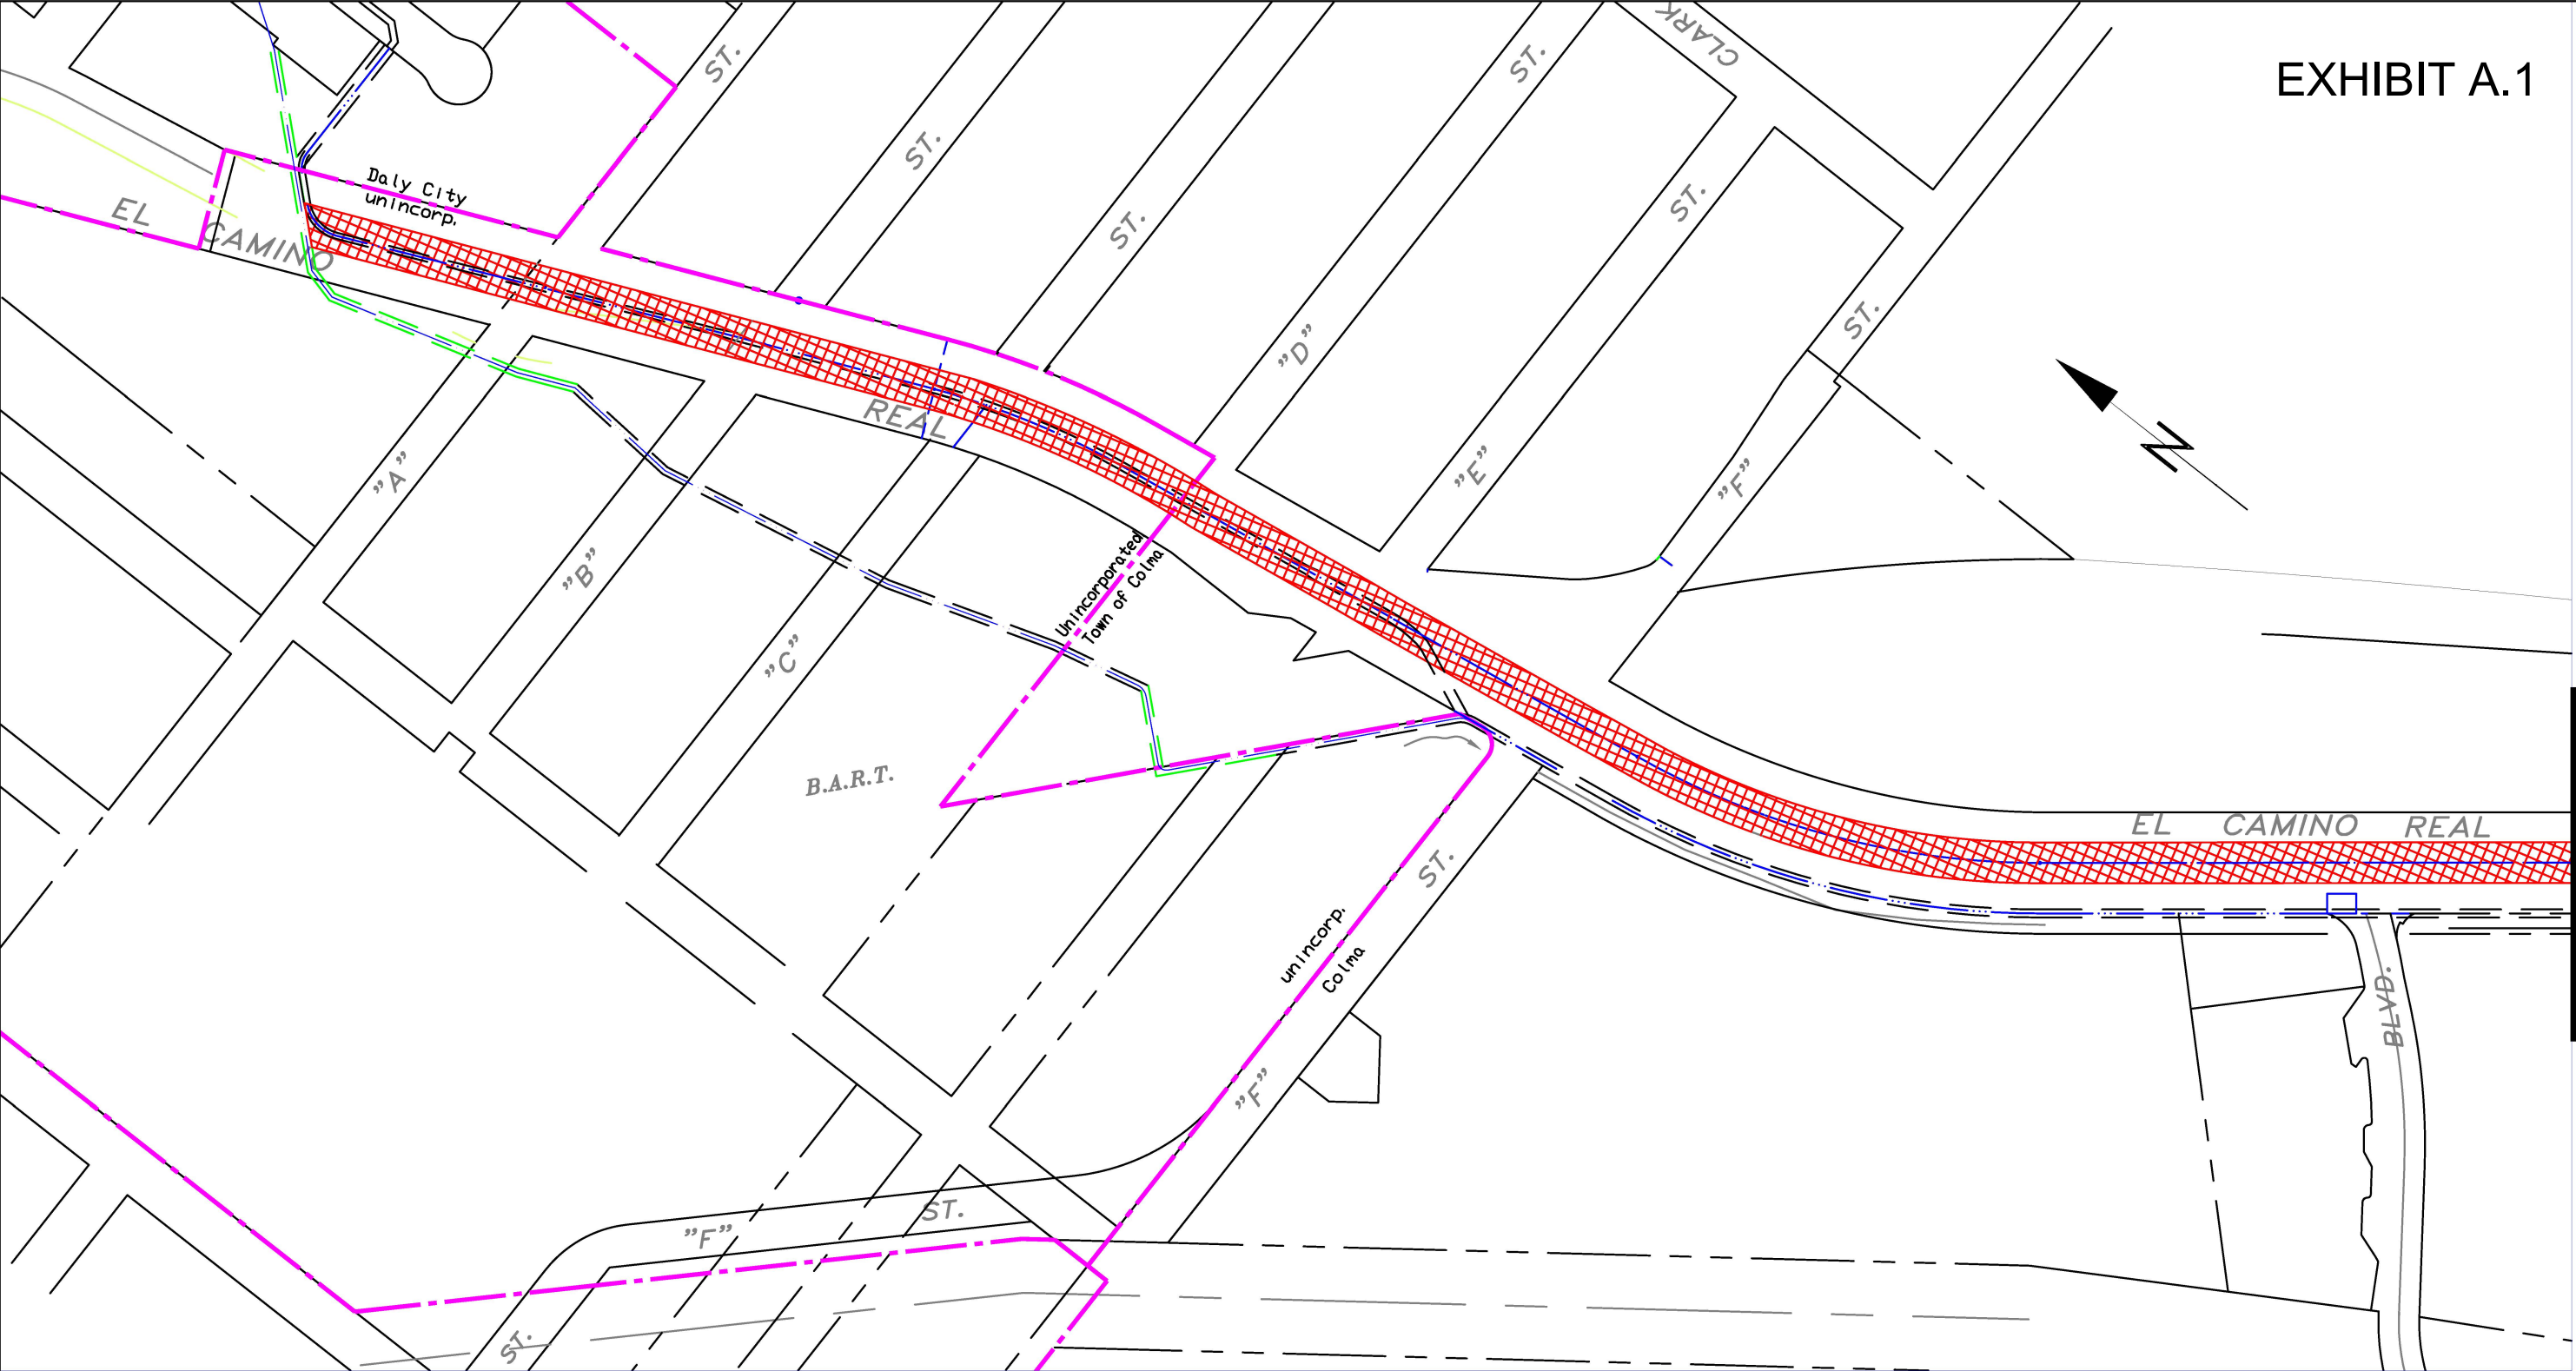 CLARK
EXHIBIT A.1
ST.
ST.
ST.
ST.
ST.
ST.
Daly City
unincorp.
EL
CAMINO
REAL
"D"
"E"
"F"
"A"
"B"
"C"
N
Unincorporated
Town of Colma
B.A.R.T.
EL CAMINO REAL
ST.
unincorp.
Colma
BLVD.
"F"
"F"
ST.
ST.